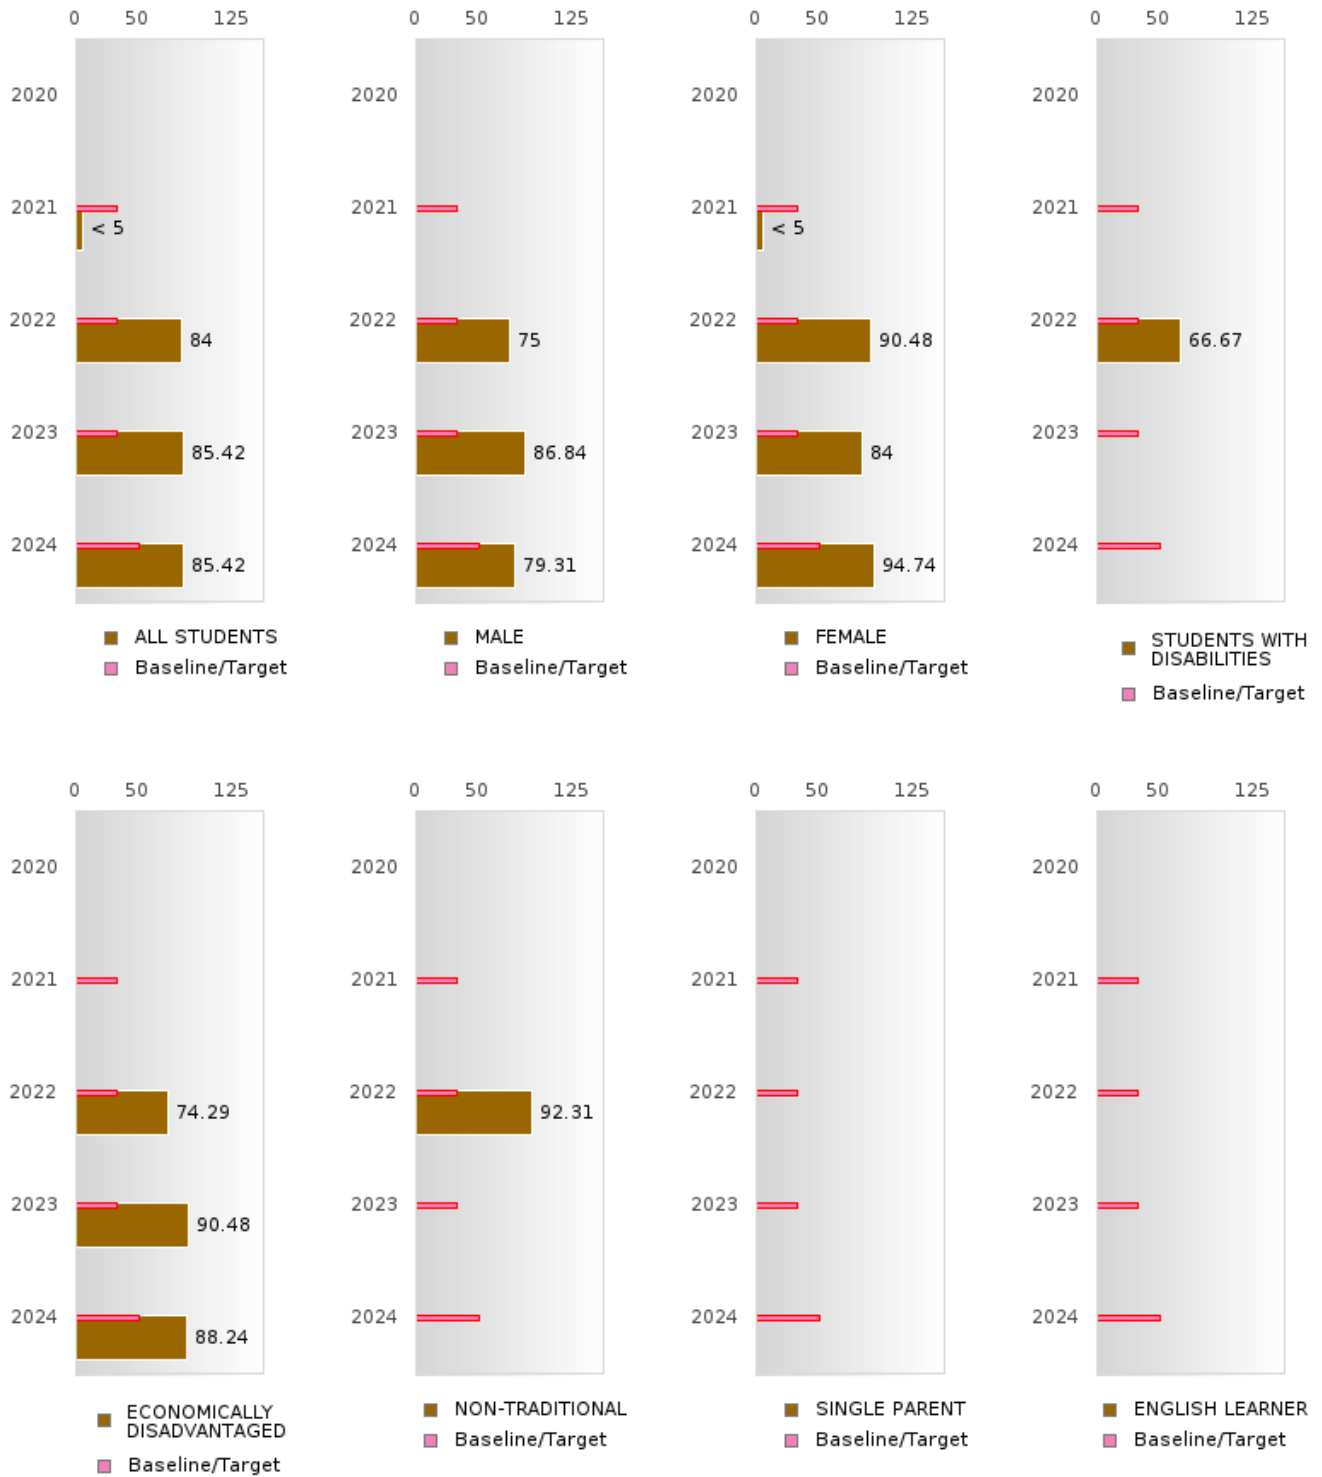 0 50 125 0 50 125 0 50 125 0 50 125
2020 2020 2020 2020
2021 2021 2021 2021
< 5 < 5
2022 2022 2022 2022
84 75 90.48 66.67
2023 2023 2023 2023
85.42 86.84 84
2024 2024 2024 2024
85.42 79.31 94.74
ALL STUDENTS MALE FEMALE STUDENTS WITH
DISABILITIES
Baseline/Target Baseline/Target Baseline/Target Baseline/Target
0 50 125 0 50 125 0 50 125 0 50 125
2020 2020 2020 2020
2021 2021 2021 2021
2022 2022 2022 2022
74.29 92.31
2023 2023 2023 2023
90.48
2024 2024 2024 2024
88.24
ECONOMICALLY NON-TRADITIONAL SINGLE PARENT ENGLISH LEARNER
DISADVANTAGED
Baseline/Target Baseline/Target Baseline/Target Baseline/Target